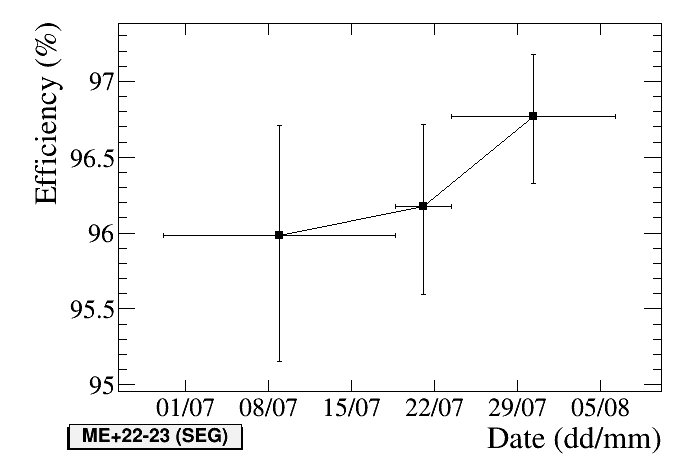 Efficiency (%)
97
96.5
96
95.5
95
01/07 08/07 15/07 22/07 29/07 05/08
ME+22-23 (SEG)
Date (dd/mm)